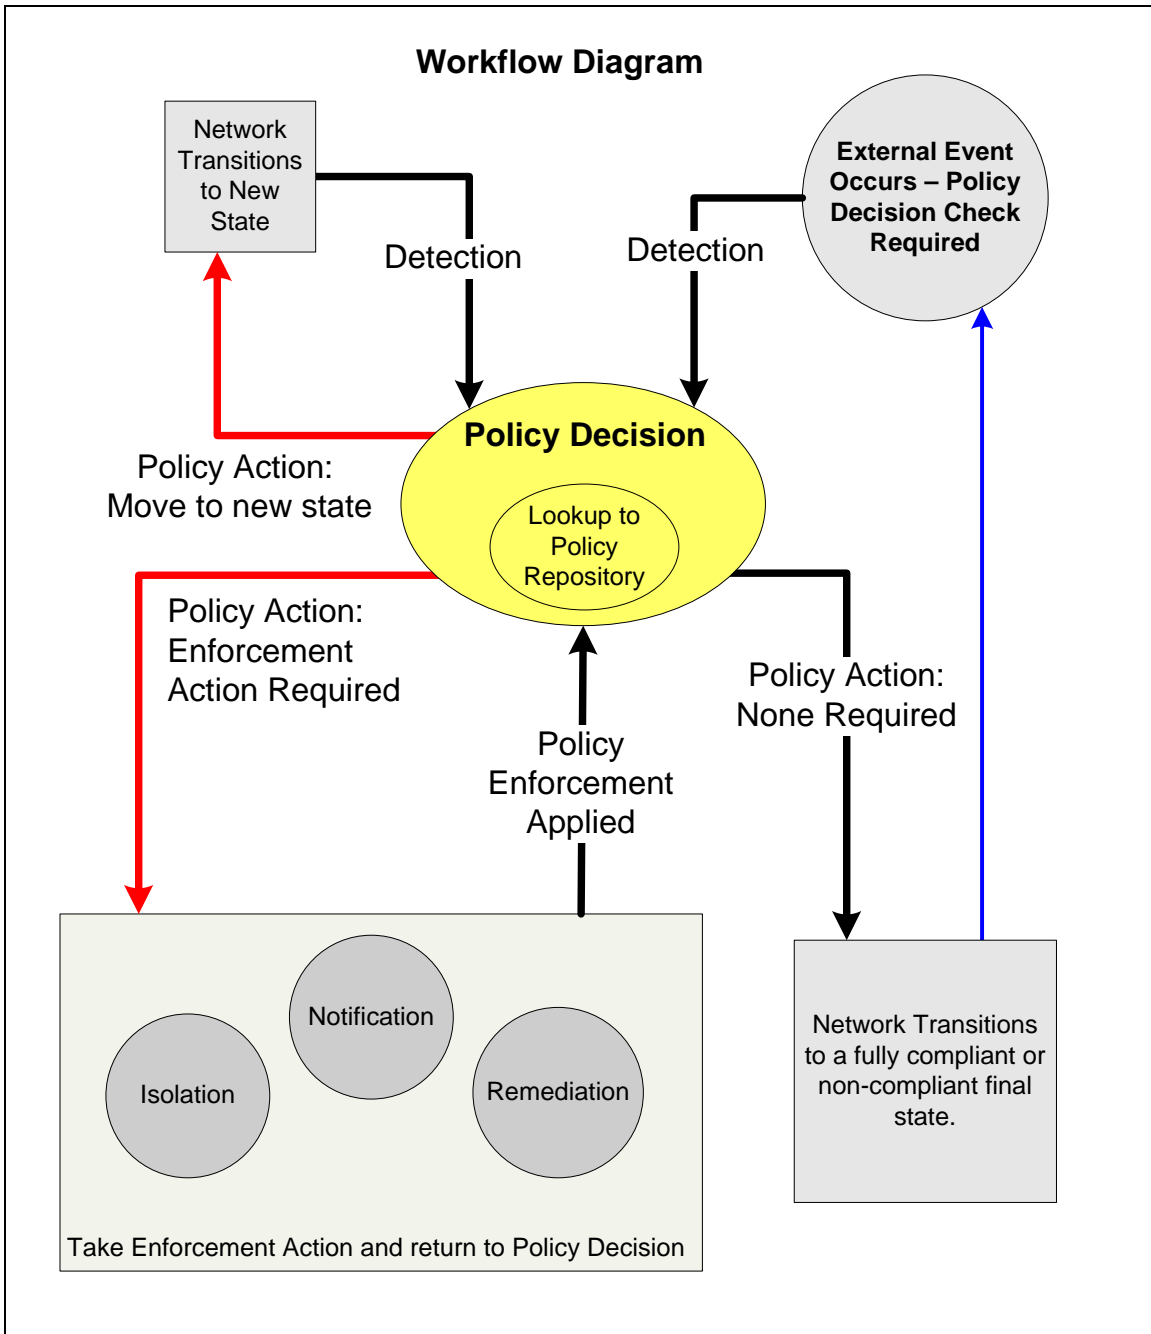 Workflow Diagram
Network
Transitions
to New
State
External Event
Occurs – Policy
Decision Check
Required
Detection
Detection
Policy Decision
Lookup to
Policy
Repository
Policy Action:
Move to new state
Policy Action:
Enforcement
Action Required
Policy Action:
None Required
Policy
Enforcement
Applied
Notification
Isolation
Remediation
Network Transitions
to a fully compliant or
non-compliant final
state.
Take Enforcement Action and return to Policy Decision